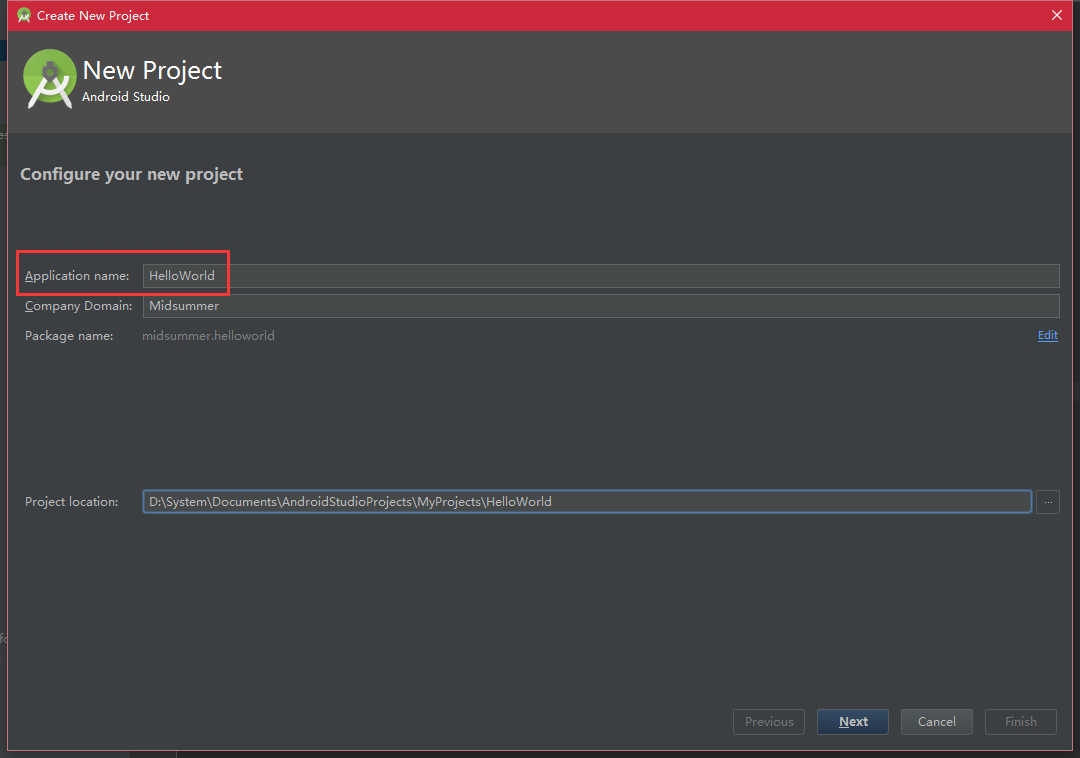 Create New Project
New Project
Android Studio
Configure your new project
Application name: HelloWorld
Company Domain: Midsummer
Package name: midsummer.helloworld Edit
Project location: D:\System\Documents\AndroidStudioProjects\MyProjects\HelloWorld ...
Previous Next Cancel Finish